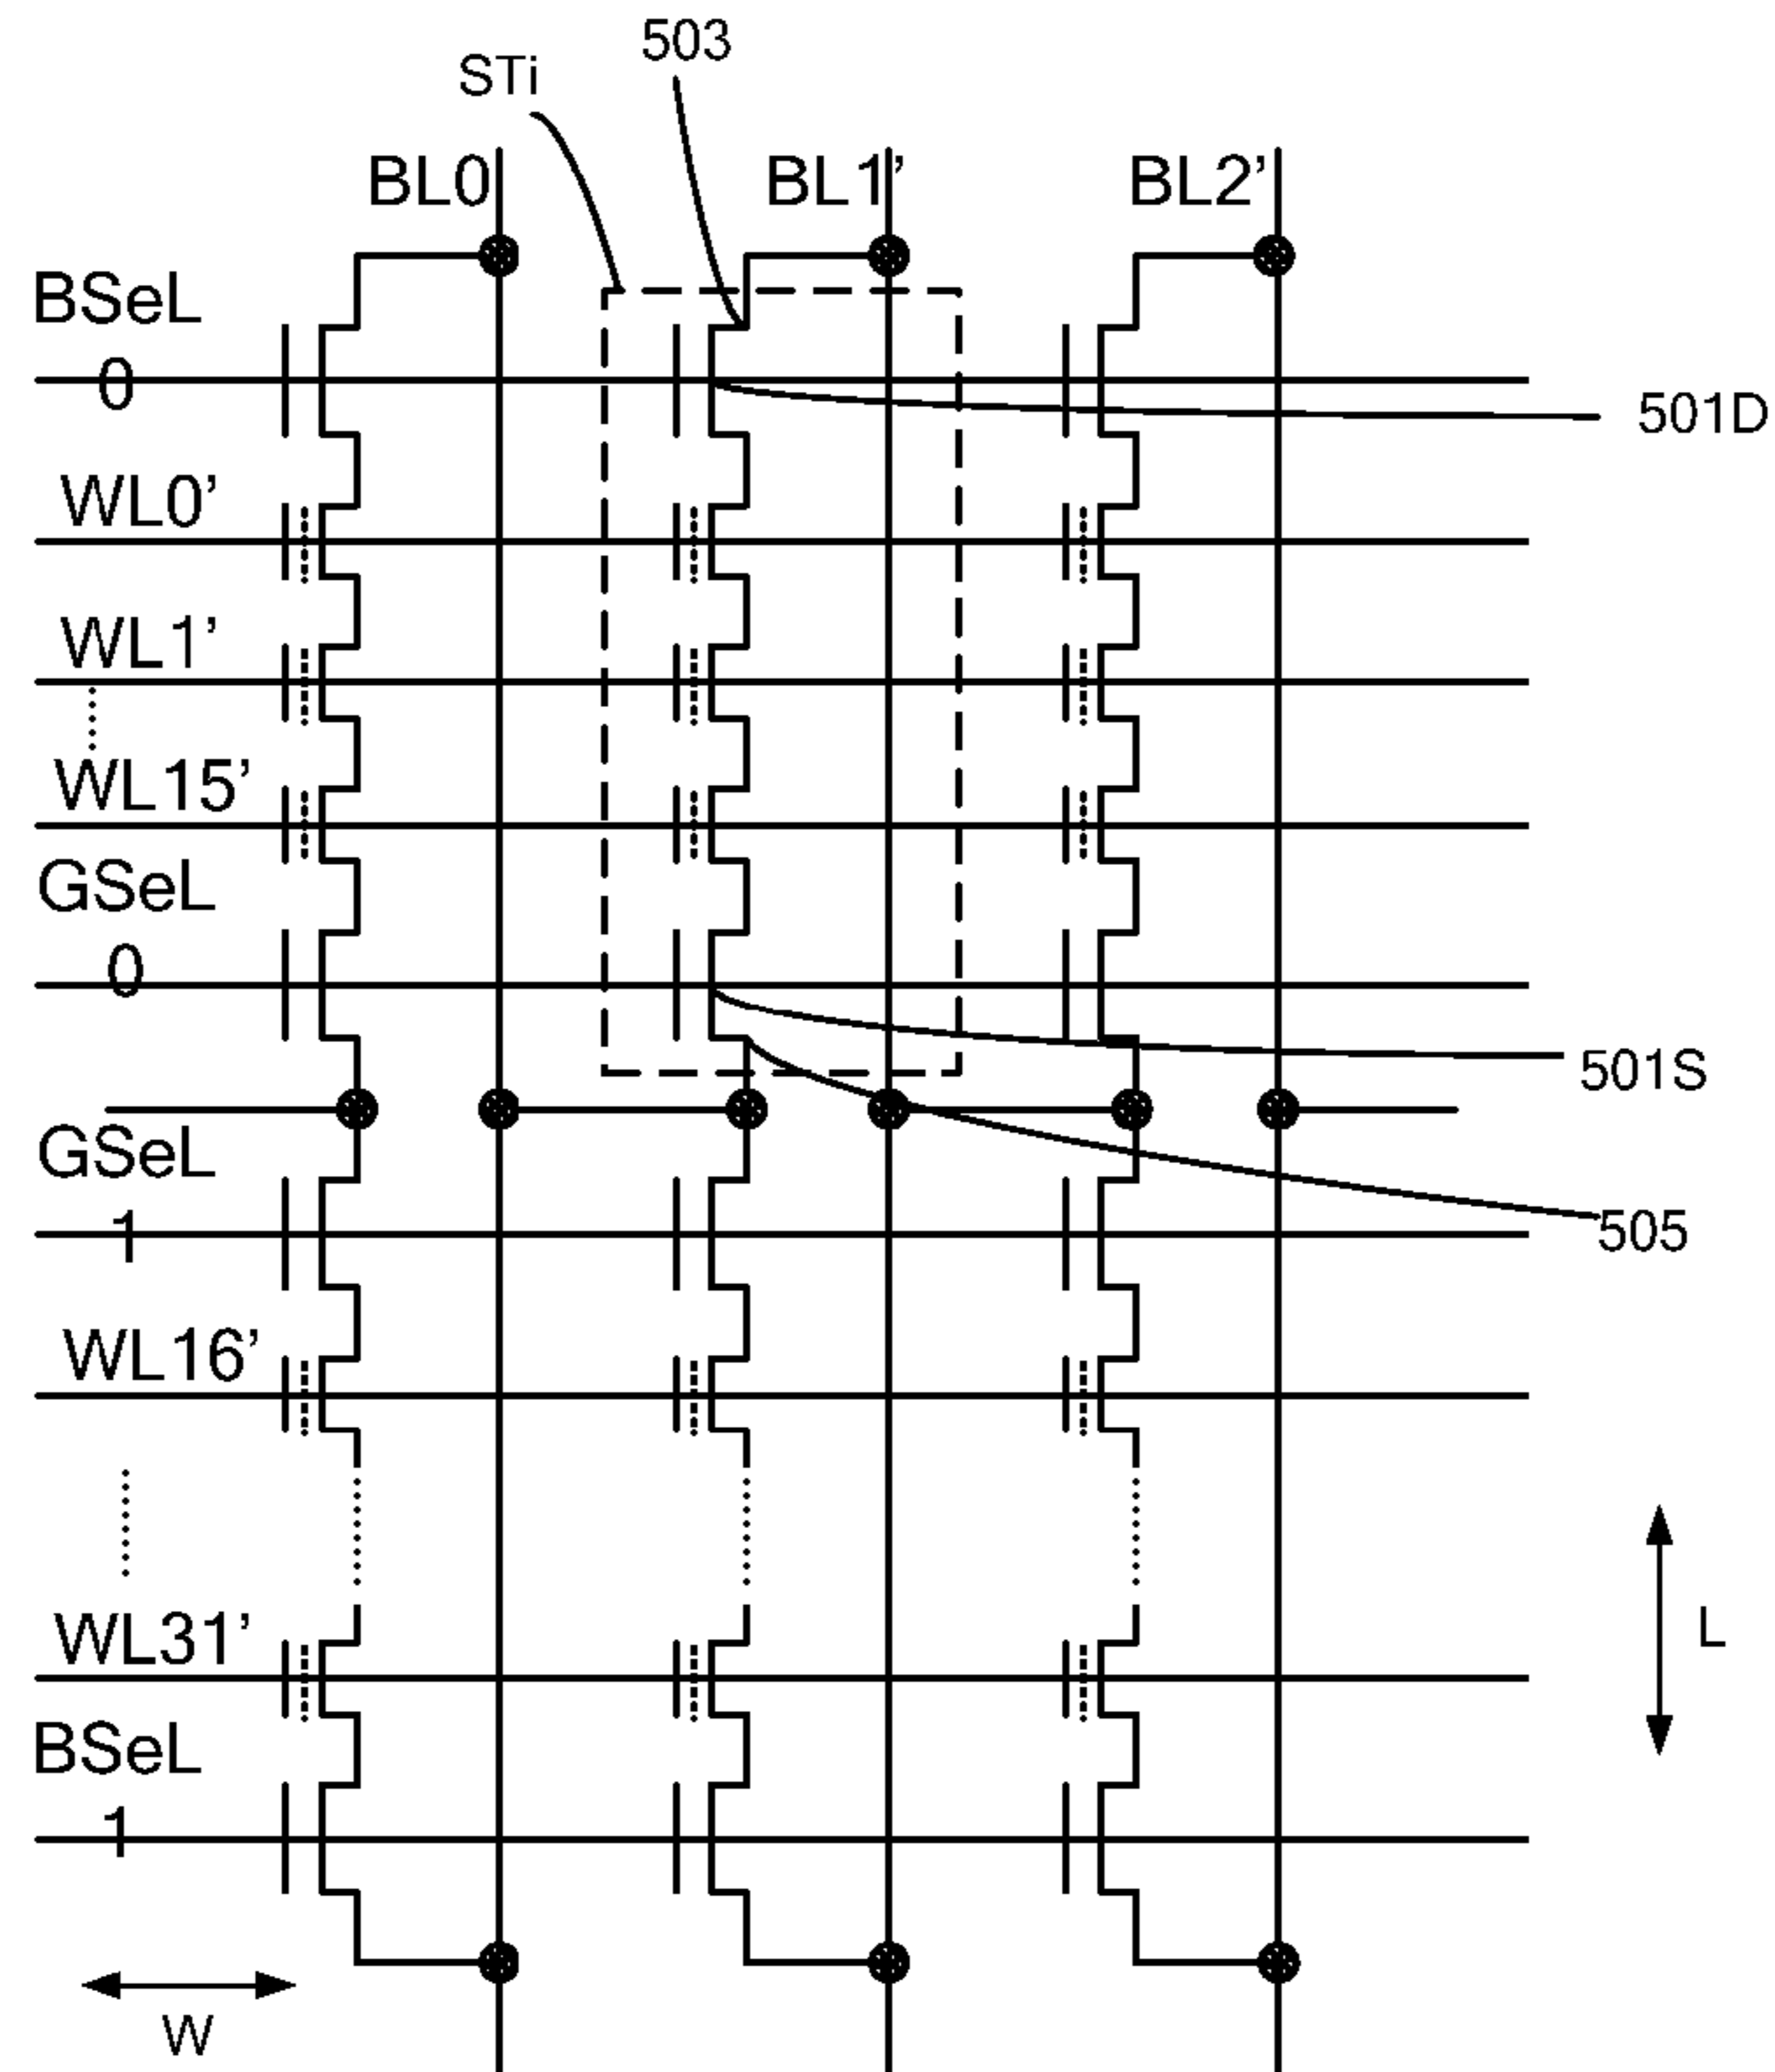 503
STi
BL0
BL1'
BL2'
BSeL
0
501D
WL0'
WL1'
WL15'
GSeL
0
501S
GSeL
1
505
WL16'
L
WL31'
BSeL
1
W